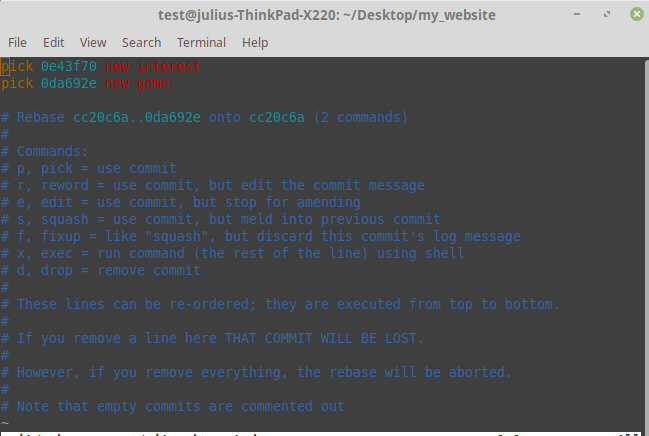 test@julius-ThinkPad-X220: ~/Desktop/my_website
File Edit View Search Terminal Help
pick 0e43f70 new interest
pick 0da692e new game
# Rebase cc20c6a..0da692e onto cc20c6a (2 commands)
#
# Commands:
# p, pick = use commit
# r, reword = use commit, but edit the commit message
# e, edit = use commit, but stop for amending
# s, squash = use commit, but meld into previous commit
# f, fixup = like "squash", but discard this commit's log message
# x, exec = run command (the rest of the line) using shell
# d, drop = remove commit
#
# These lines can be re-ordered; they are executed from top to bottom.
#
# If you remove a line here THAT COMMIT WILL BE LOST.
#
# However, if you remove everything, the rebase will be aborted.
#
# Note that empty commits are commented out
~